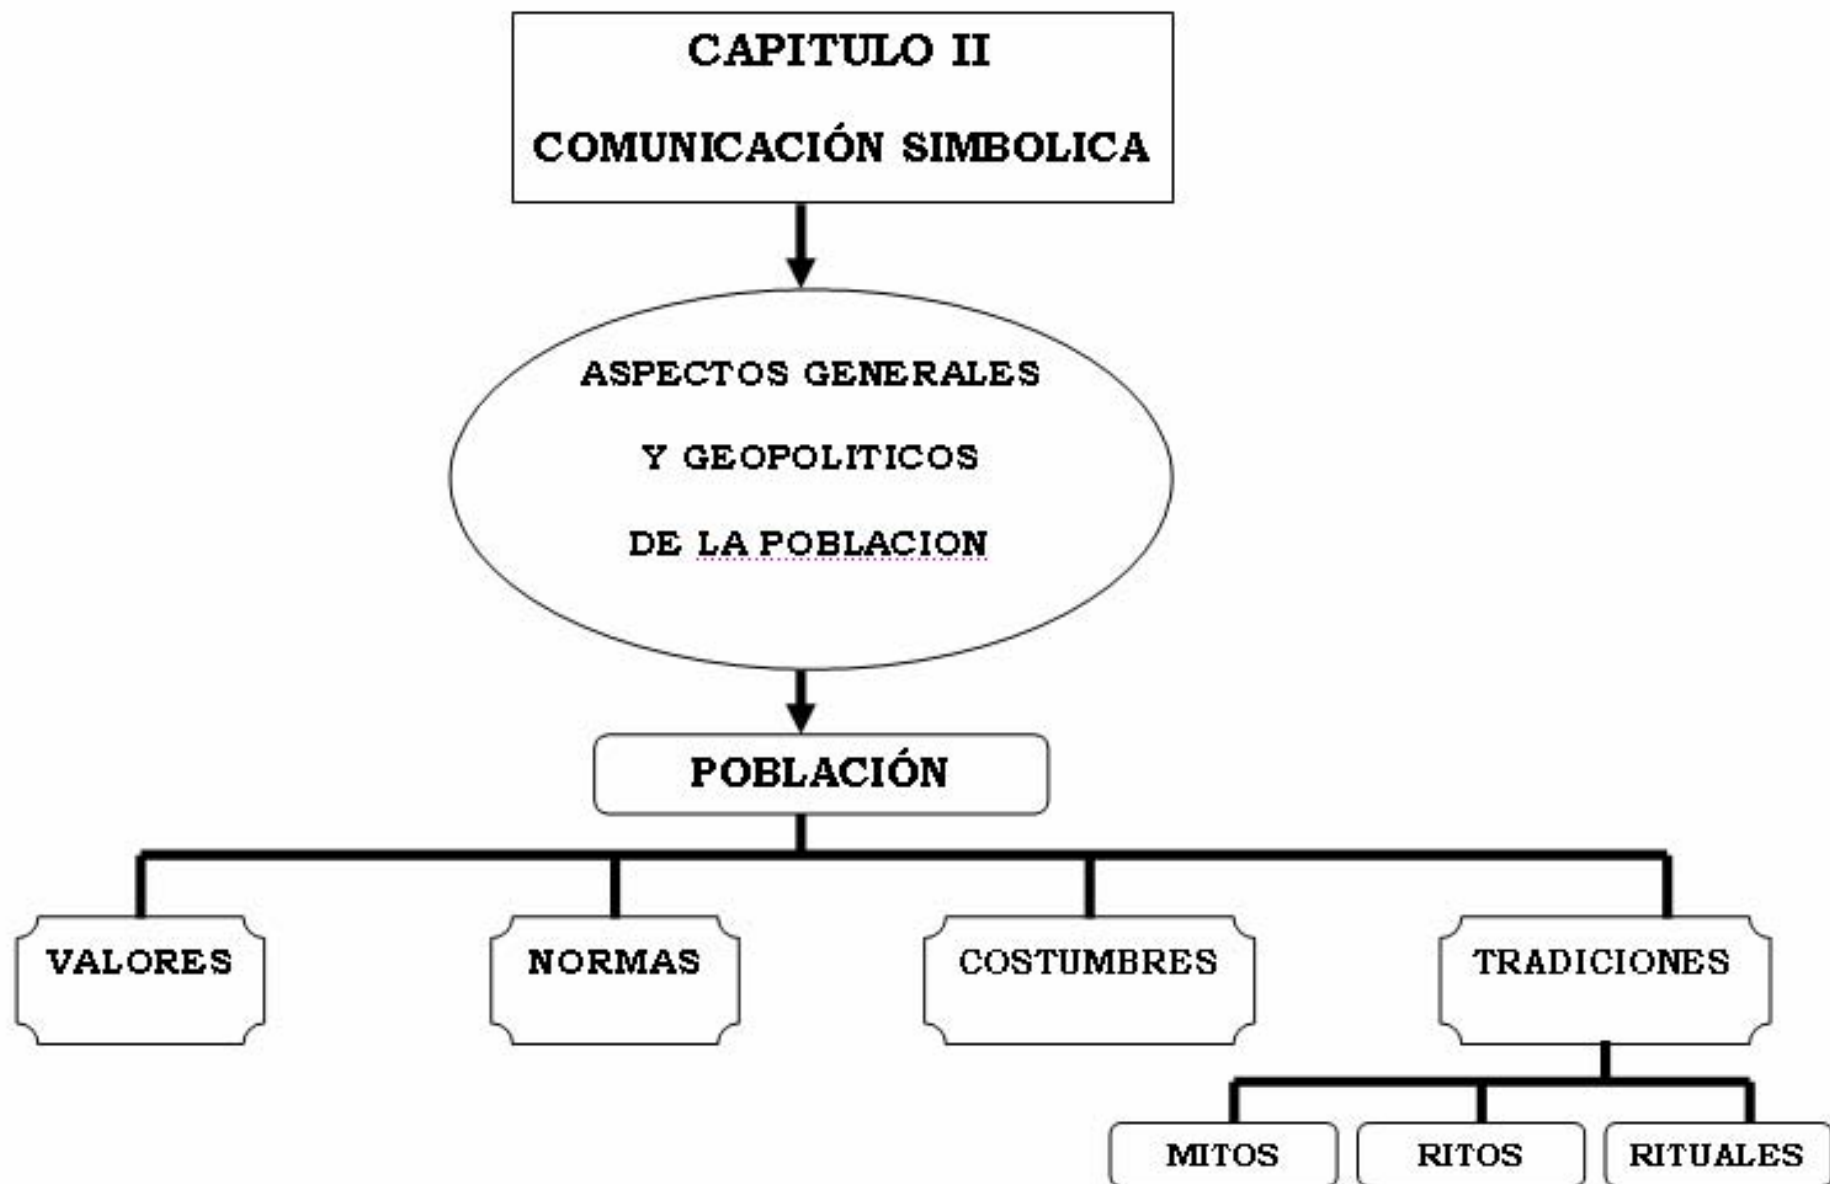 CAPITULO II
COMUNICACIÓN SIMBOLICA
ASPECTOS GENERALES
Y GEOPOLITICOS
DE LA POBLACION
POBLACIÓN
VALORES
NORMAS
COSTUMBRES
TRADICIONES
MITOS
RITOS
RITUALES